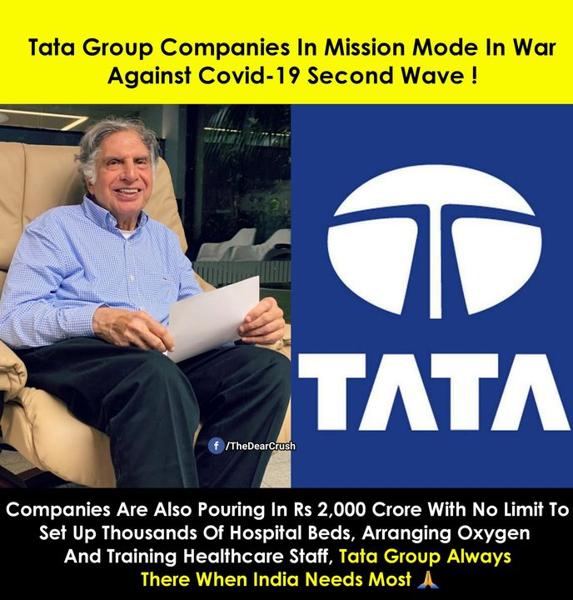 Tata Group Companies In Mission Mode In War
Against Covid-19 Second Wave !
TATA
f /TheDearCrush
Companies Are Also Pouring In Rs 2,000 Crore With No Limit To
Set Up Thousands Of Hospital Beds, Arranging Oxygen
And Training Healthcare Staff, Tata Group Always
There When India Needs Most 🙏